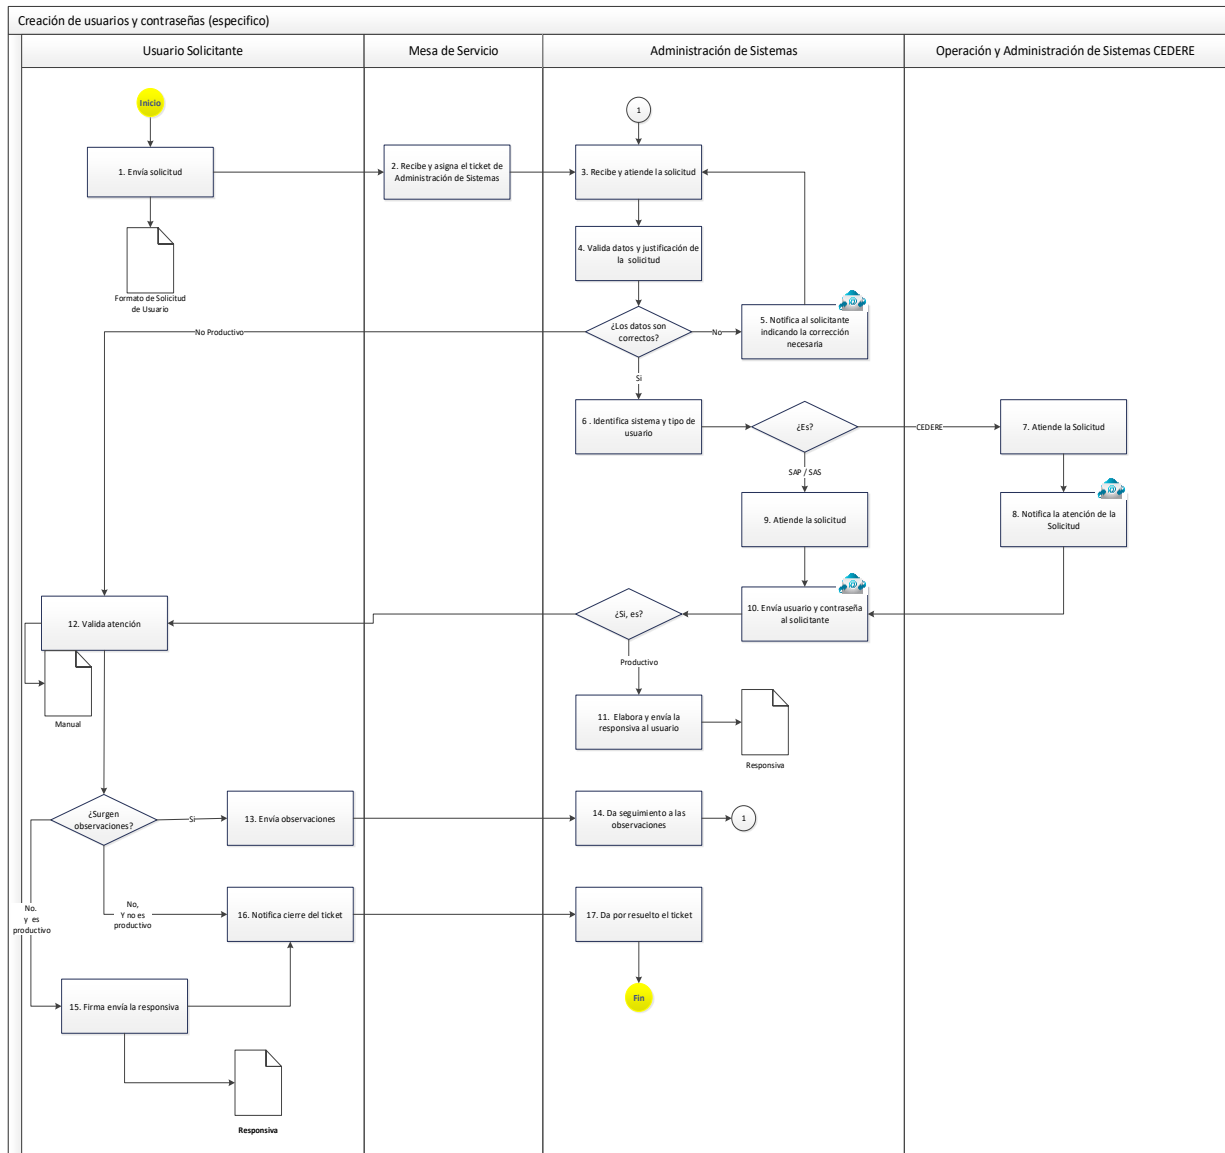 Creación de usuarios y contraseñas (especifico)
Usuario Solicitante
Mesa de Servicio
Administración de Sistemas
Operación y Administración de Sistemas CEDERE
Inicio
1
1. Envía solicitud
2. Recibe y asigna el ticket de
Administración de Sistemas
3. Recibe y atiende la solicitud
Formato de Solicitud
de Usuario
4. Valida datos y justificación de
la solicitud
¿Los datos son
correctos?
No Productivo
No
5. Notifica al solicitante
indicando la corrección
necesaria
Si
6 . Identifica sistema y tipo de
usuario
¿Es?
CEDERE
7. Atiende la Solicitud
SAP / SAS
9. Atiende la solicitud
8. Notifica la atención de la
Solicitud
12. Valida atención
¿Si, es?
10. Envía usuario y contraseña
al solicitante
Productivo
Manual
11. Elabora y envía la
responsiva al usuario
Responsiva
¿Surgen
observaciones?
Si
13. Envía observaciones
14. Da seguimiento a las
observaciones
1
No.
y es
productivo
No,
Y no es
productivo
16. Notifica cierre del ticket
17. Da por resuelto el ticket
15. Firma envía la responsiva
Fin
Responsiva